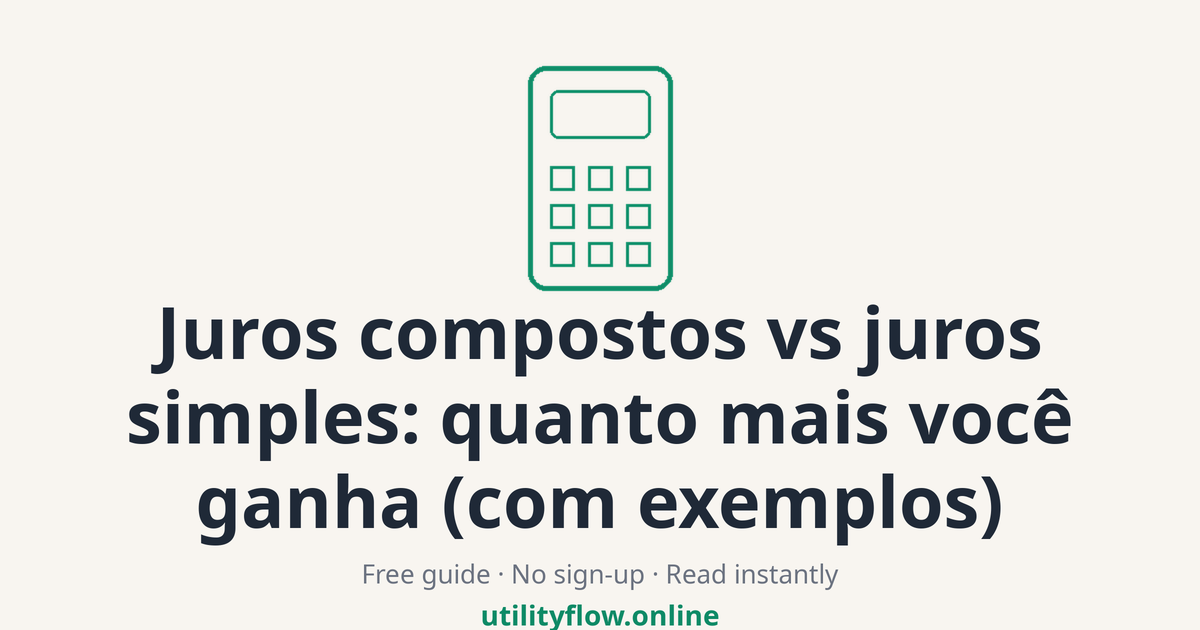 Juros compostos vs juros
simples: quanto mais você
ganha (com exemplos)
Free guide · No sign-up · Read instantly
utilityflow.online